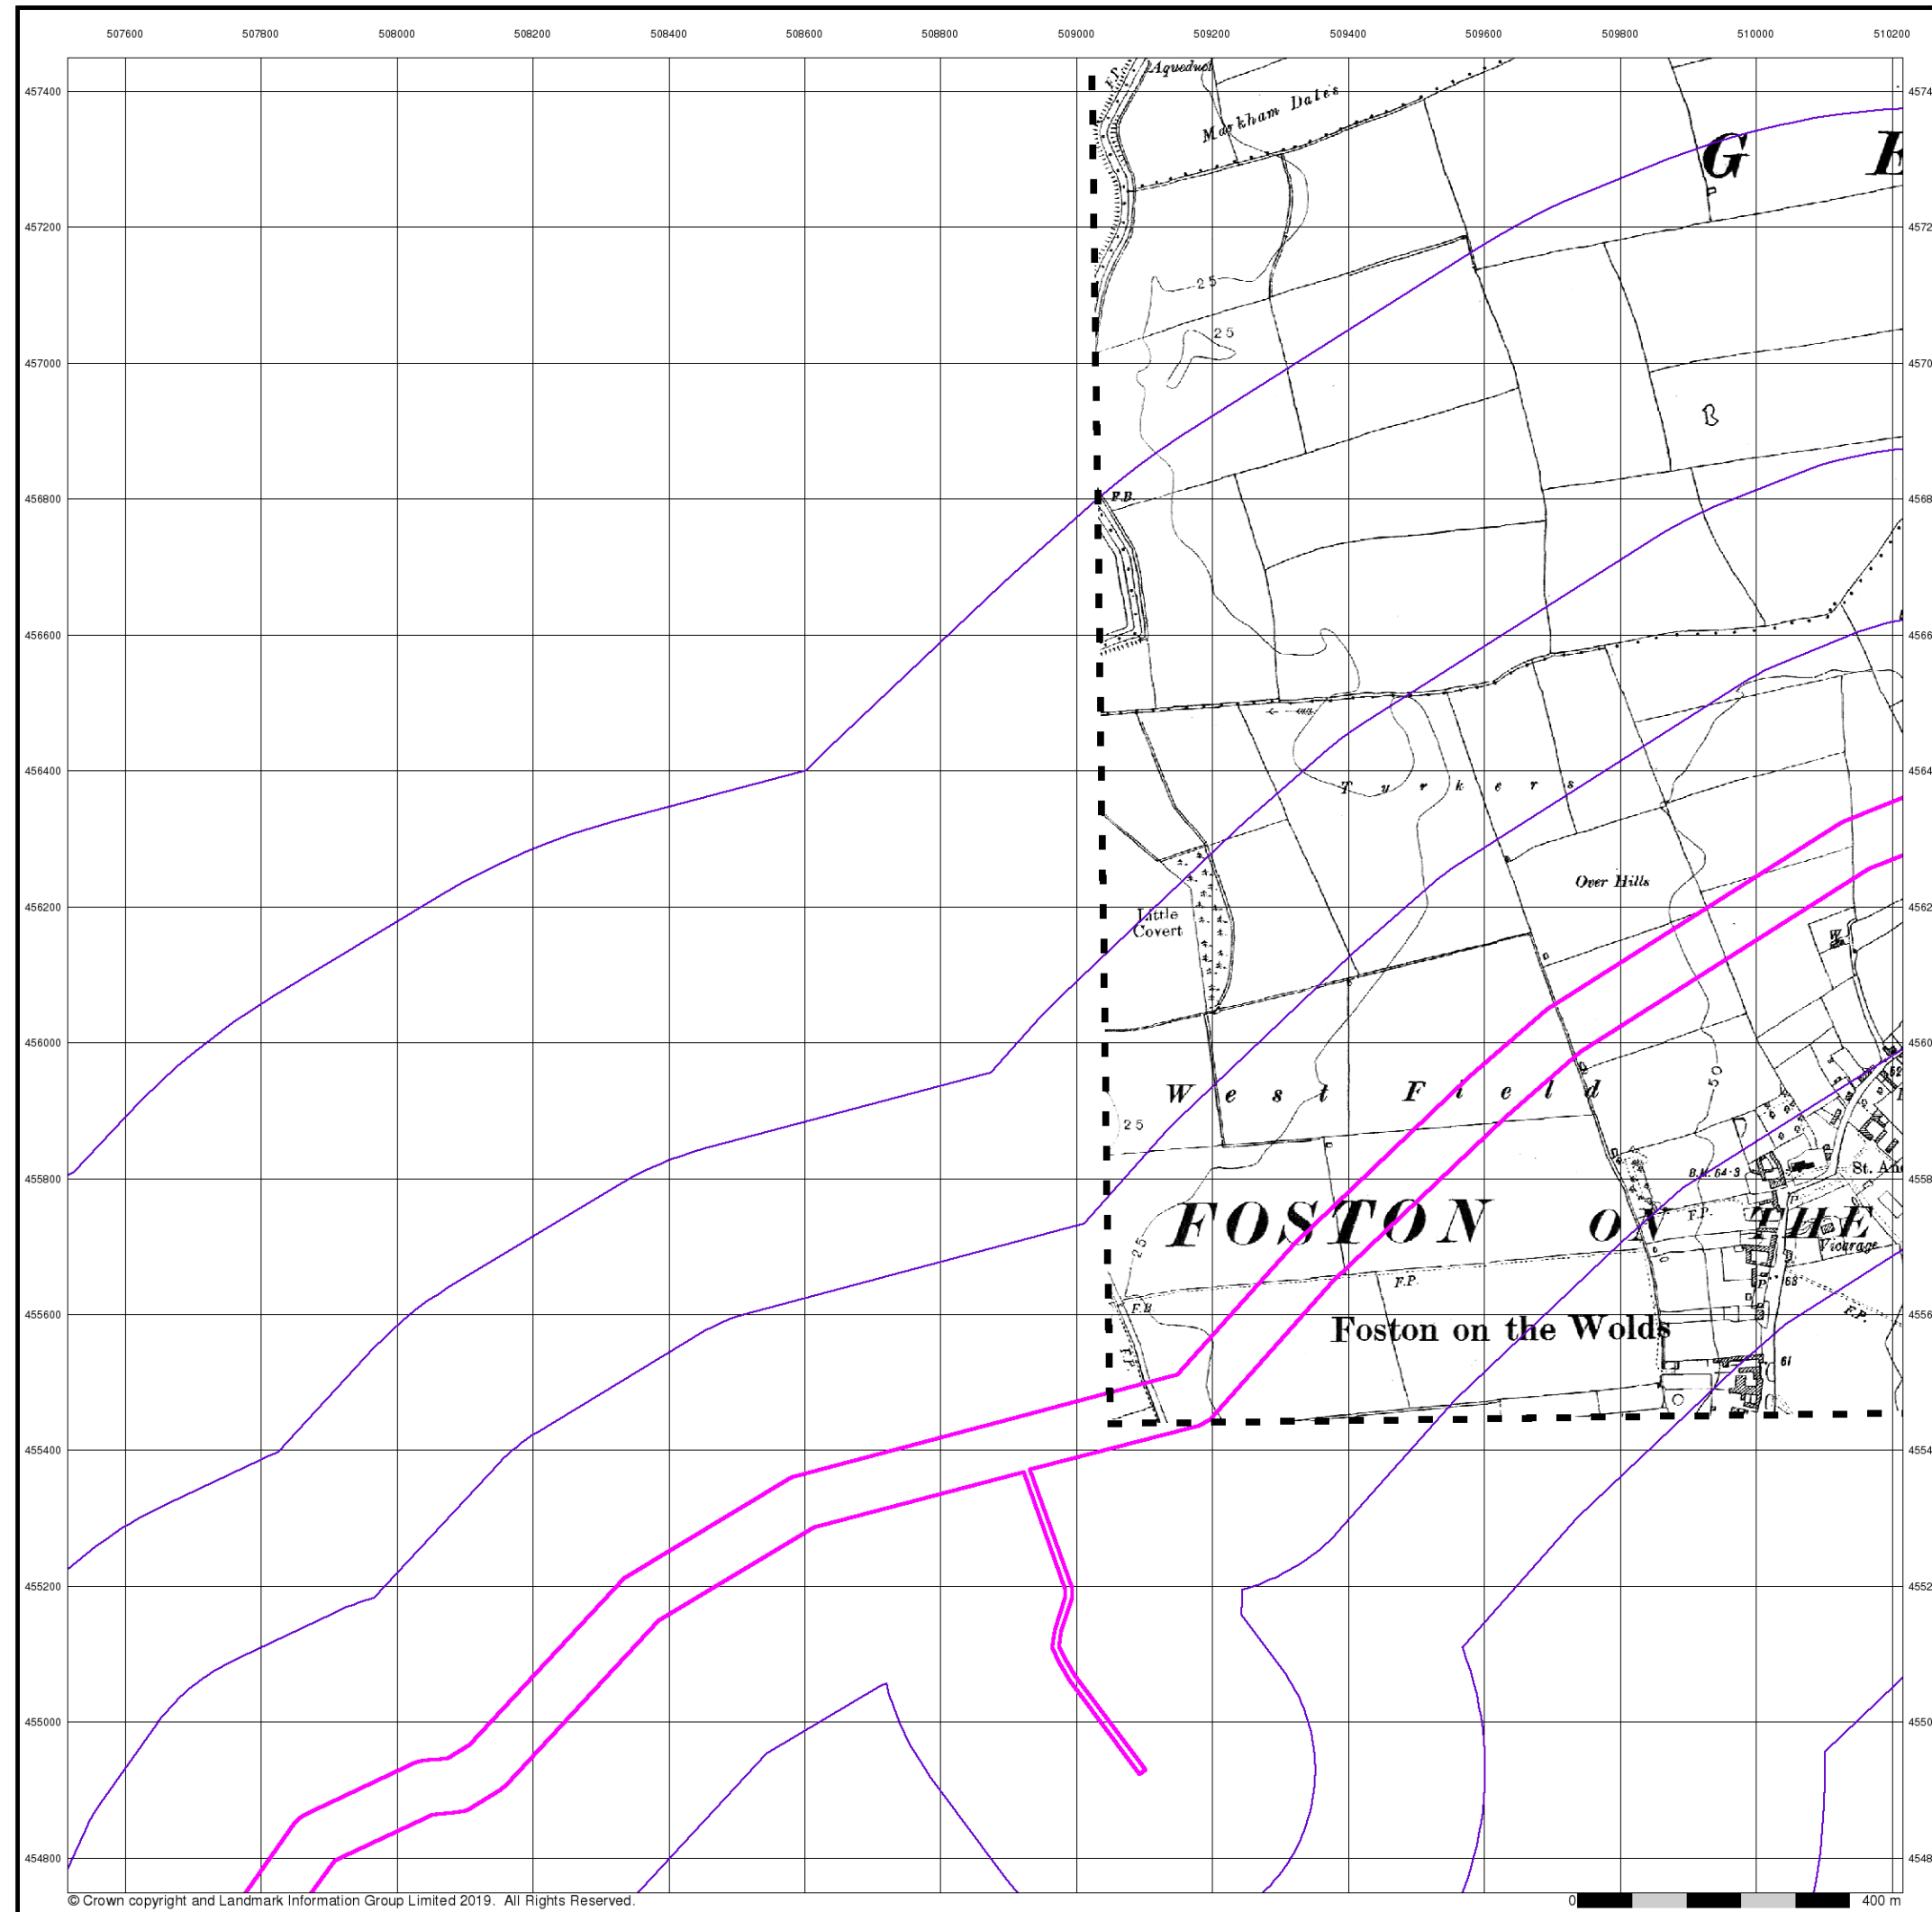 507600 507800 508000 508200 508400 508600 508800 509000 509200 509400 509600 509800 510000 510200
Aqueduct
457400
Markham Dales
G E
457200
25
25
457000
456800
F.B.
456600
456400
T u r k e r s
Over Hills
456200
Little
Covert
W
456000
West Field
50
25
B.M. 64·3
St. An
455800
FOSTON ON THE
F.P.
Vicarage
25
F.P.
63
F.B
F.P.
455600
Foston on the Wolds
F.P.
61
455400
455200
455000
454800
© Crown copyright and Landmark Information Group Limited 2019. All Rights Reserved.
0 400 m